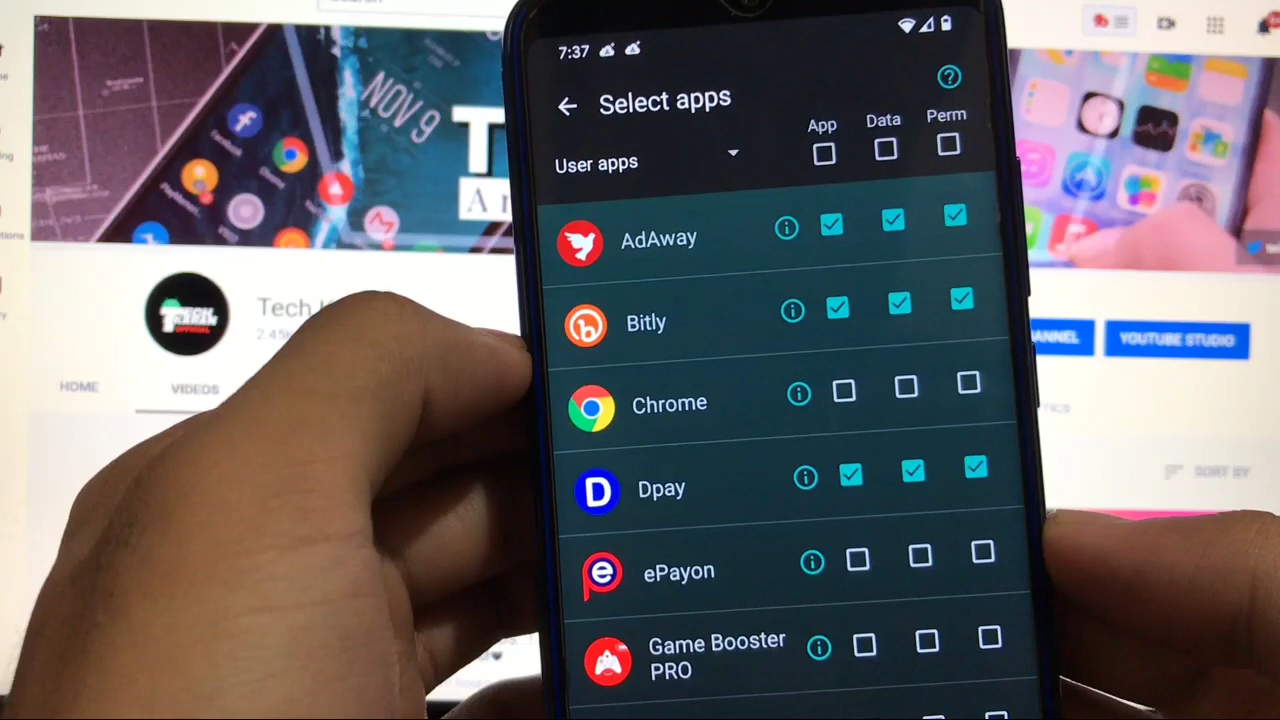 NOV 9
Facebook
7:37
Select apps
App
Data
Perm
User apps
AdAway
Bitly
Chrome
Dpay
ePayon
Game Booster
PRO
Tech
HOME
VIDEOS
YOUTUBE STUDIO
SORT BY